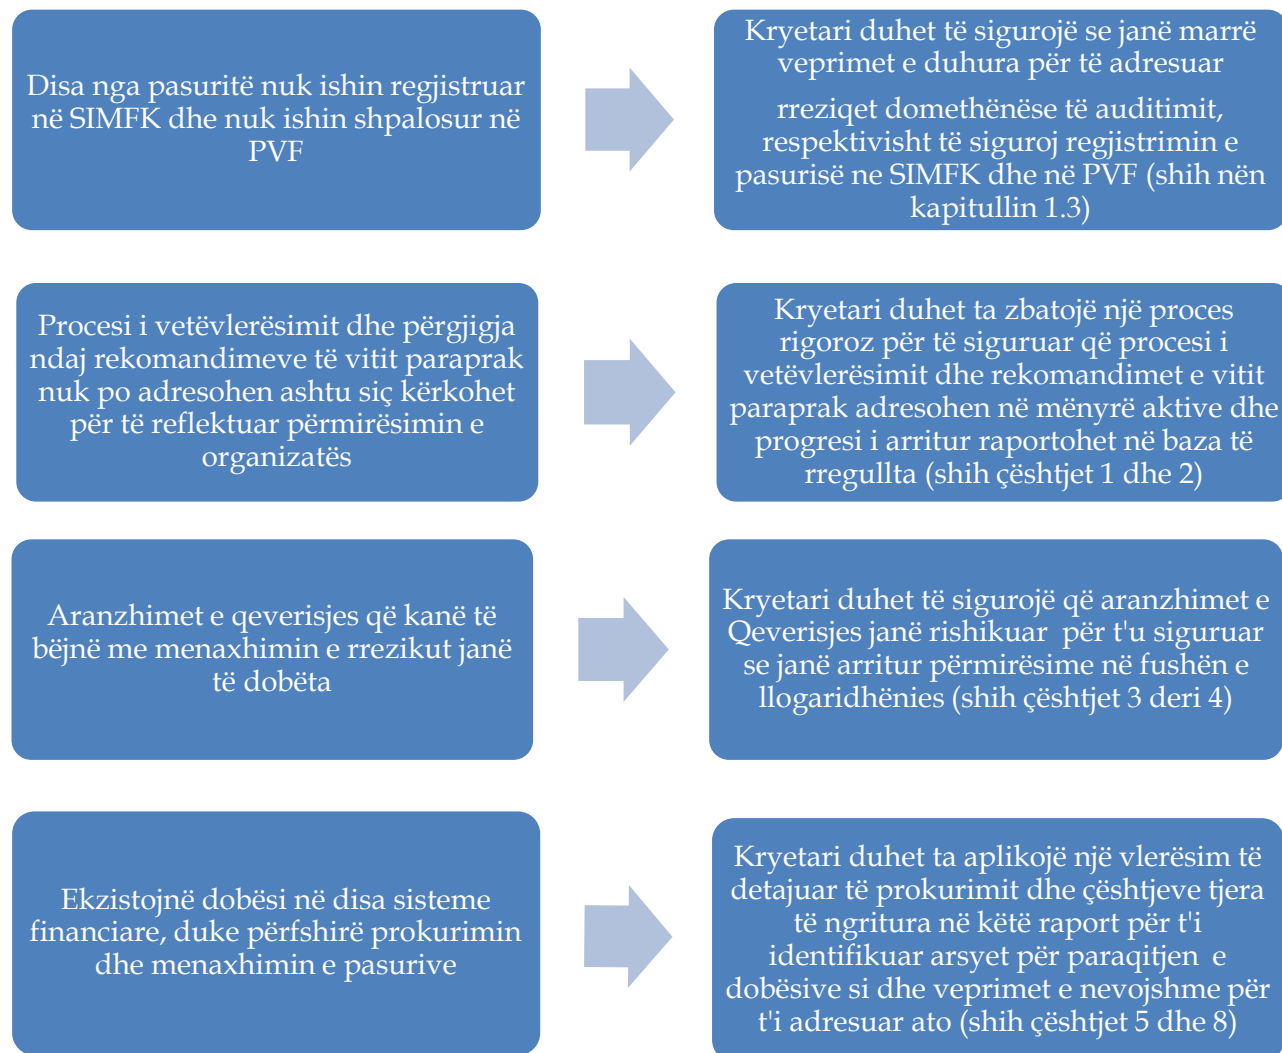 Disa nga pasuritë nuk ishin regjistruar
në SIMFK dhe nuk ishin shpalosur në
PVF
Kryetari duhet të sigurojë se janë marrë
veprimet e duhura për të adresuar
rreziqet domethënëse të auditimit,
respektivisht të siguroj regjistrimin e
pasurisë ne SIMFK dhe në PVF (shih nën
kapitullin 1.3)
Procesi i vetëvlerësimit dhe përgjigja
ndaj rekomandimeve të vitit paraprak
nuk po adresohen ashtu siç kërkohet
për të reflektuar përmirësimin e
organizatës
Kryetari duhet ta zbatojë një proces
rigoroz për të siguruar që procesi i
vetëvlerësimit dhe rekomandimet e vitit
paraprak adresohen në mënyrë aktive dhe
progresi i arritur raportohet në baza të
rregullta (shih çështjet 1 dhe 2)
Aranzhimet e qeverisjes që kanë të
bëjnë me menaxhimin e rrezikut janë
të dobëta
Kryetari duhet të sigurojë që aranzhimet e
Qeverisjes janë rishikuar për t'u siguruar
se janë arritur përmirësime në fushën e
llogaridhënies (shih çështjet 3 deri 4)
Ekzistojnë dobësi në disa sisteme
financiare, duke përfshirë prokurimin
dhe menaxhimin e pasurive
Kryetari duhet ta aplikojë një vlerësim të
detajuar të prokurimit dhe çështjeve tjera
të ngritura në këtë raport për t'i
identifikuar arsyet për paraqitjen e
dobësive si dhe veprimet e nevojshme për
t'i adresuar ato (shih çështjet 5 dhe 8)